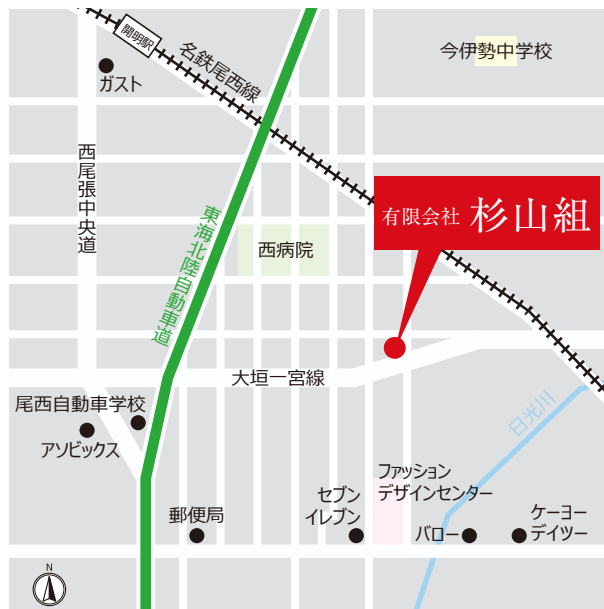 開明駅
名鉄尾西線
今伊勢中学校
ガスト
西尾張中央道
有限会社 杉山組
東海北陸自動車道
西病院
大垣一宮線
尾西自動車学校
アソビックス
日光川
ファッション
デザインセンター
セブン
イレブン
郵便局
バロー
ケーヨー
デイツー
N